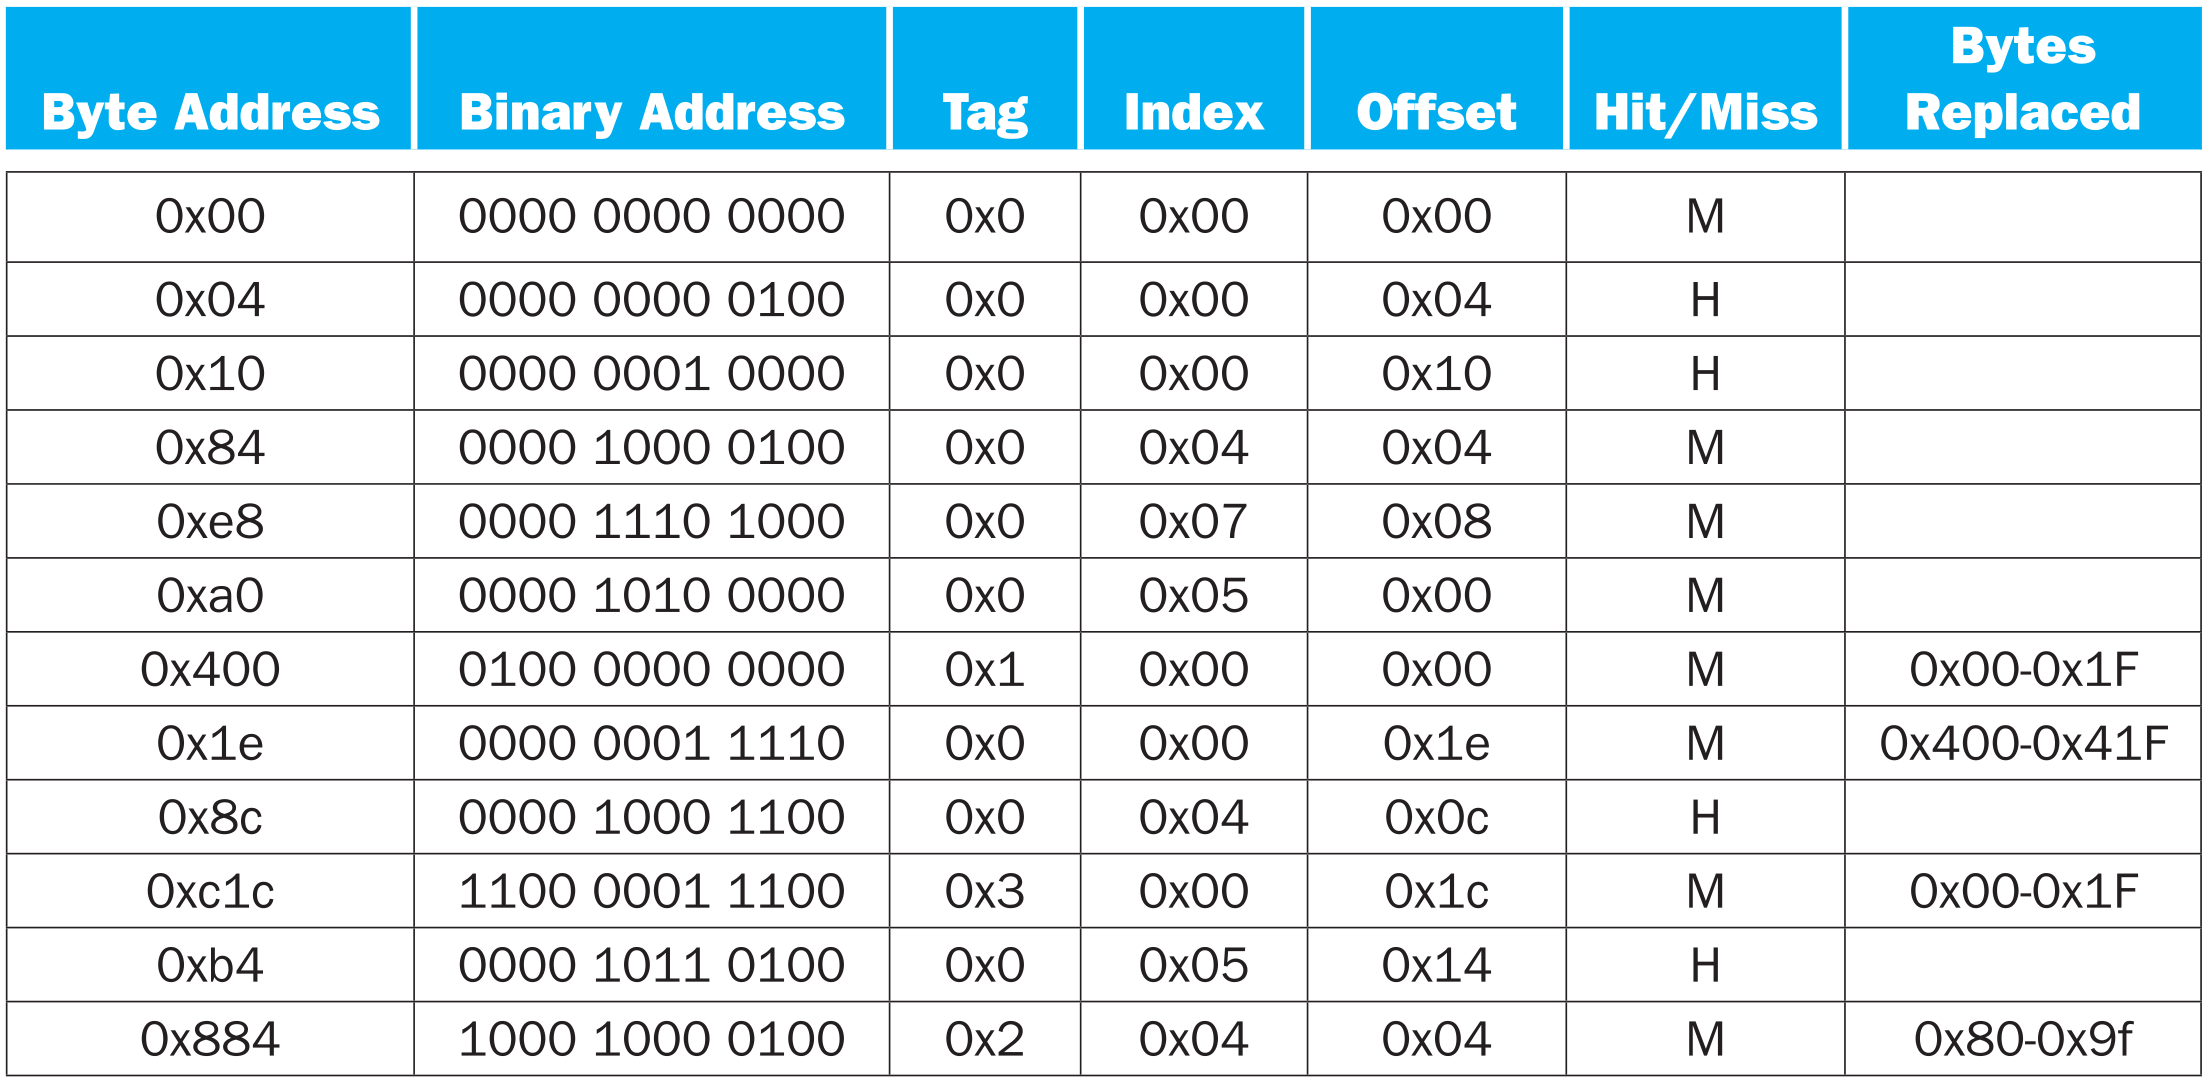 Byte Address Binary Address Tag Index Offset Hit/Miss Bytes Replaced
0x00 0000 0000 0000 0x0 0x00 0x00 M
0x04 0000 0000 0100 0x0 0x00 0x04 H
0x10 0000 0001 0000 0x0 0x00 0x10 H
0x84 0000 1000 0100 0x0 0x04 0x04 M
0xe8 0000 1110 1000 0x0 0x07 0x08 M
0xa0 0000 1010 0000 0x0 0x05 0x00 M
0x400 0100 0000 0000 0x1 0x00 0x00 M 0x00-0x1F
0x1e 0000 0001 1110 0x0 0x00 0x1e M 0x400-0x41F
0x8c 0000 1000 1100 0x0 0x04 0x0c H
0xc1c 1100 0001 1100 0x3 0x00 0x1c M 0x00-0x1F
0xb4 0000 1011 0100 0x0 0x05 0x14 H
0x884 1000 1000 0100 0x2 0x04 0x04 M 0x80-0x9f